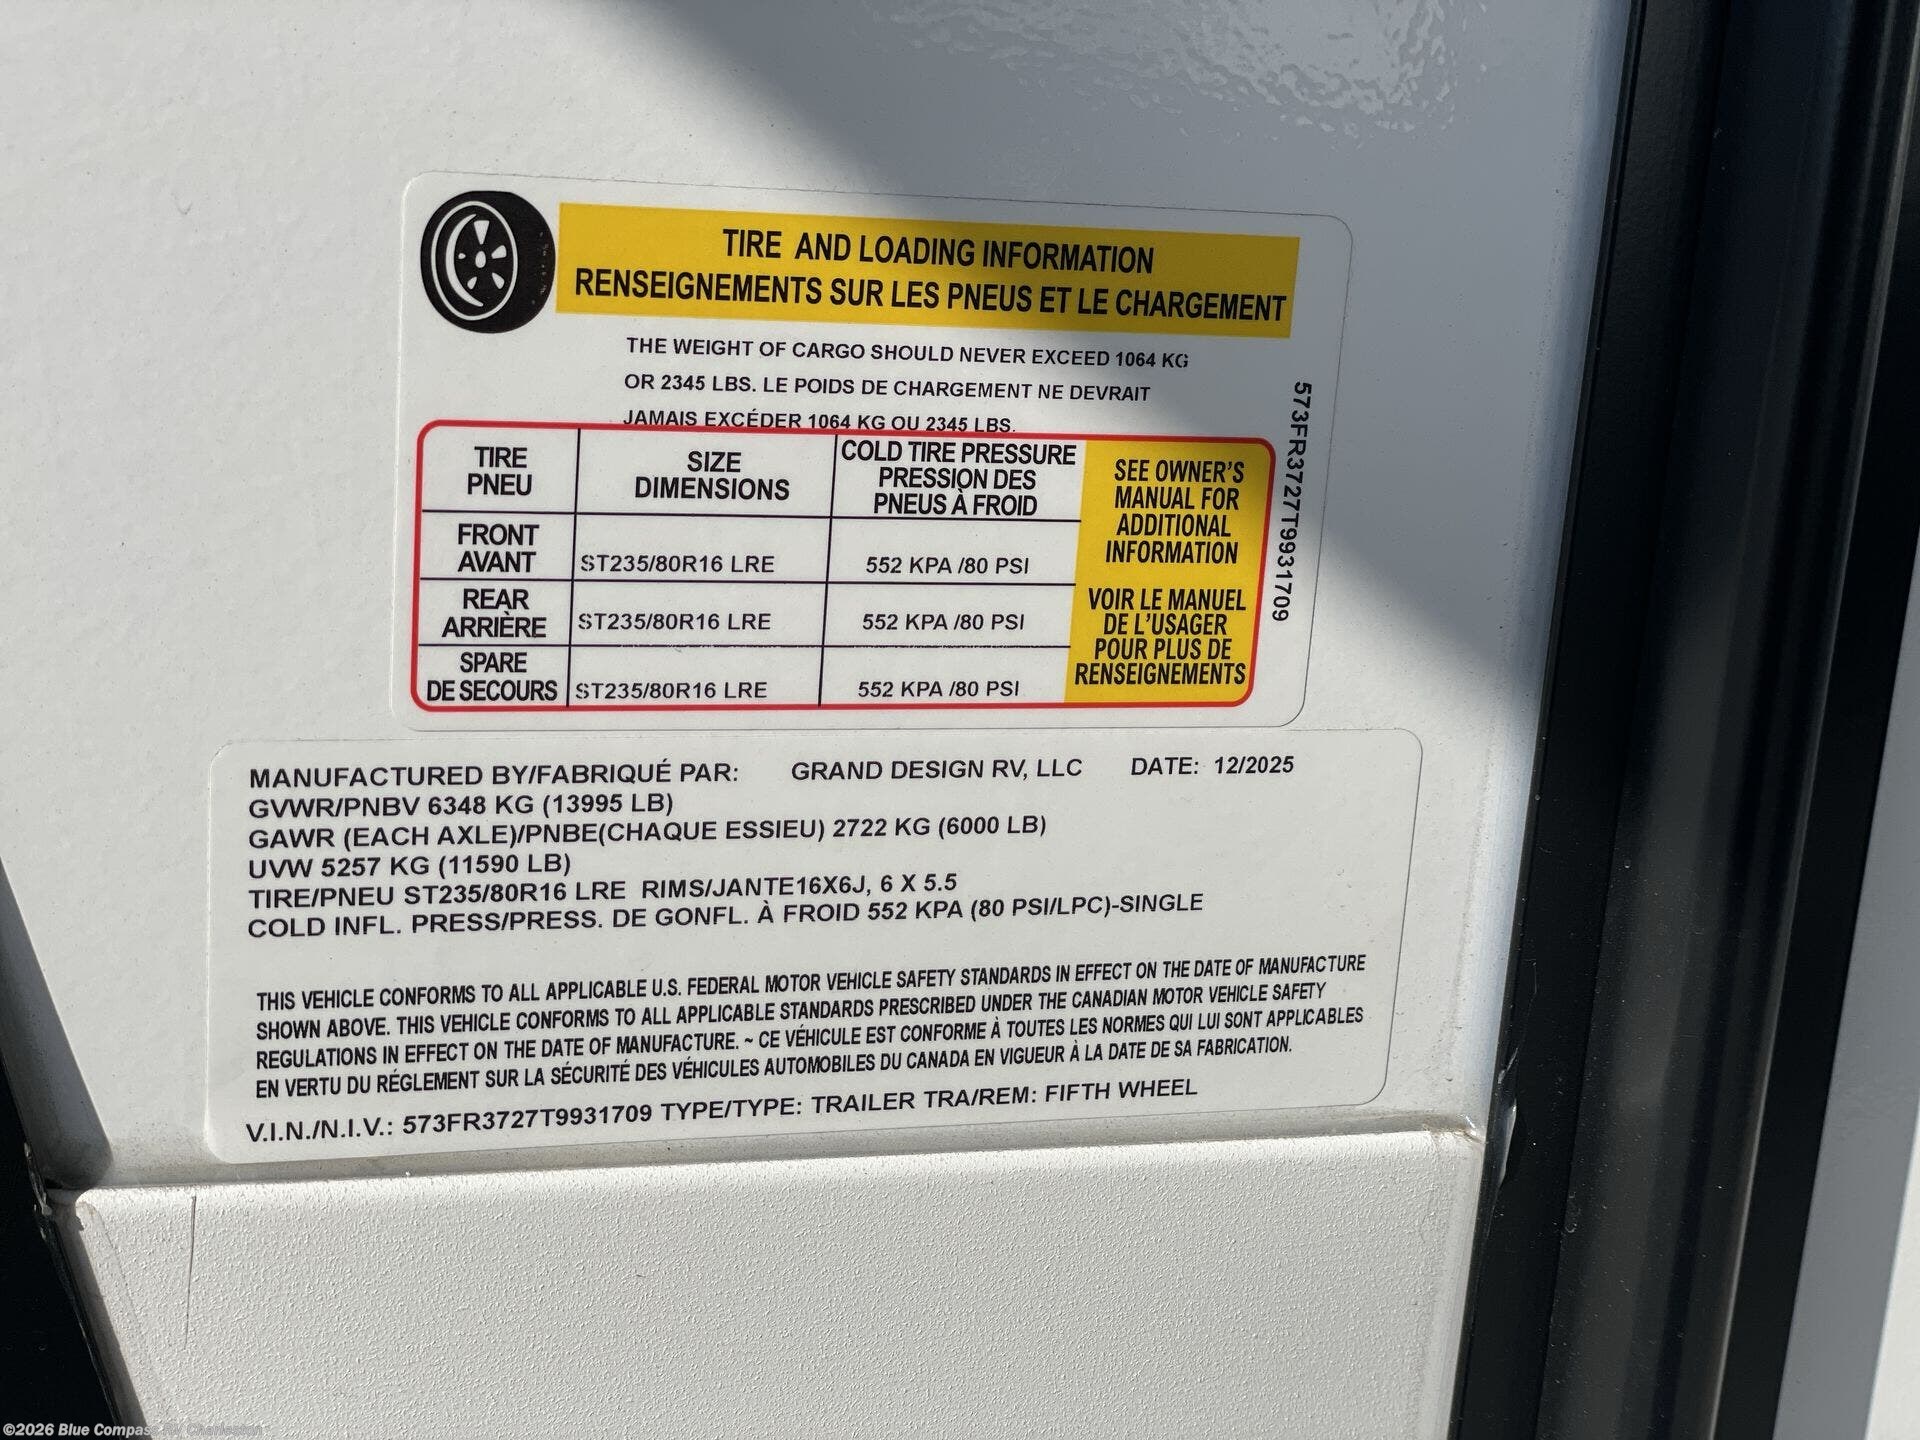 TIRE AND LOADING INFORMATION
RENSEIGNEMENTS SUR LES PNEUS ET LE CHARGEMENT
THE WEIGHT OF CARGO SHOULD NEVER EXCEED 1064 KG
OR 2345 LBS. LE POIDS DE CHARGEMENT NE DEVRAIT
JAMAIS EXCÉDER 1064 KG OU 2345 LBS.
TIRE
PNEU
SIZE
DIMENSIONS
COLD TIRE PRESSURE
PRESSION DES
PNEUS À FROID
FRONT
AVANT
ST235/80R16 LRE
552 KPA /80 PSI
REAR
ARRIÈRE
ST235/80R16 LRE
552 KPA /80 PSI
SPARE
DE SECOURS
ST235/80R16 LRE
552 KPA /80 PSI
SEE OWNER'S
MANUAL FOR
ADDITIONAL
INFORMATION
VOIR LE MANUEL
DE L'USAGER
POUR PLUS DE
RENSEIGNEMENTS
573FR3727T9931709
MANUFACTURED BY/FABRIQUÉ PAR: GRAND DESIGN RV, LLC DATE: 12/2025
GVWR/PNBV 6348 KG (13995 LB)
GAWR (EACH AXLE)/PNBE(CHAQUE ESSIEU) 2722 KG (6000 LB)
UVW 5257 KG (11590 LB)
TIRE/PNEU ST235/80R16 LRE RIMS/JANTE16X6J, 6 X 5.5
COLD INFL. PRESS/PRESS. DE GONFL. À FROID 552 KPA (80 PSI/LPC)-SINGLE
THIS VEHICLE CONFORMS TO ALL APPLICABLE U.S. FEDERAL MOTOR VEHICLE SAFETY STANDARDS IN EFFECT ON THE DATE OF MANUFACTURE
SHOWN ABOVE. THIS VEHICLE CONFORMS TO ALL APPLICABLE STANDARDS PRESCRIBED UNDER THE CANADIAN MOTOR VEHICLE SAFETY
REGULATIONS IN EFFECT ON THE DATE OF MANUFACTURE. ~ CE VÉHICULE EST CONFORME À TOUTES LES NORMES QUI LUI SONT APPLICABLES
EN VERTU DU RÉGLEMENT SUR LA SÉCURITÉ DES VÉHICULES AUTOMOBILES DU CANADA EN VIGUEUR À LA DATE DE SA FABRICATION.
V.I.N./N.I.V.: 573FR3727T9931709 TYPE/TYPE: TRAILER TRA/REM: FIFTH WHEEL
©2026 Blue Compass RV Charleston